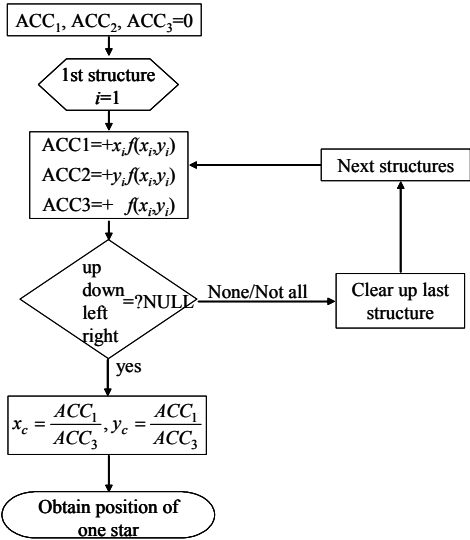 ACC₁, ACC₂, ACC₃=0
1st structure
i=1
ACC1=+xᵢf(xᵢ,yᵢ)
ACC2=+yᵢf(xᵢ,yᵢ)
ACC3=+ f(xᵢ,yᵢ)
Next structures
up
down
left
right
=?NULL
None/Not all
Clear up last
structure
yes
x_c = ACC₁/ACC₃, y_c = ACC₁/ACC₃
Obtain position of
one star